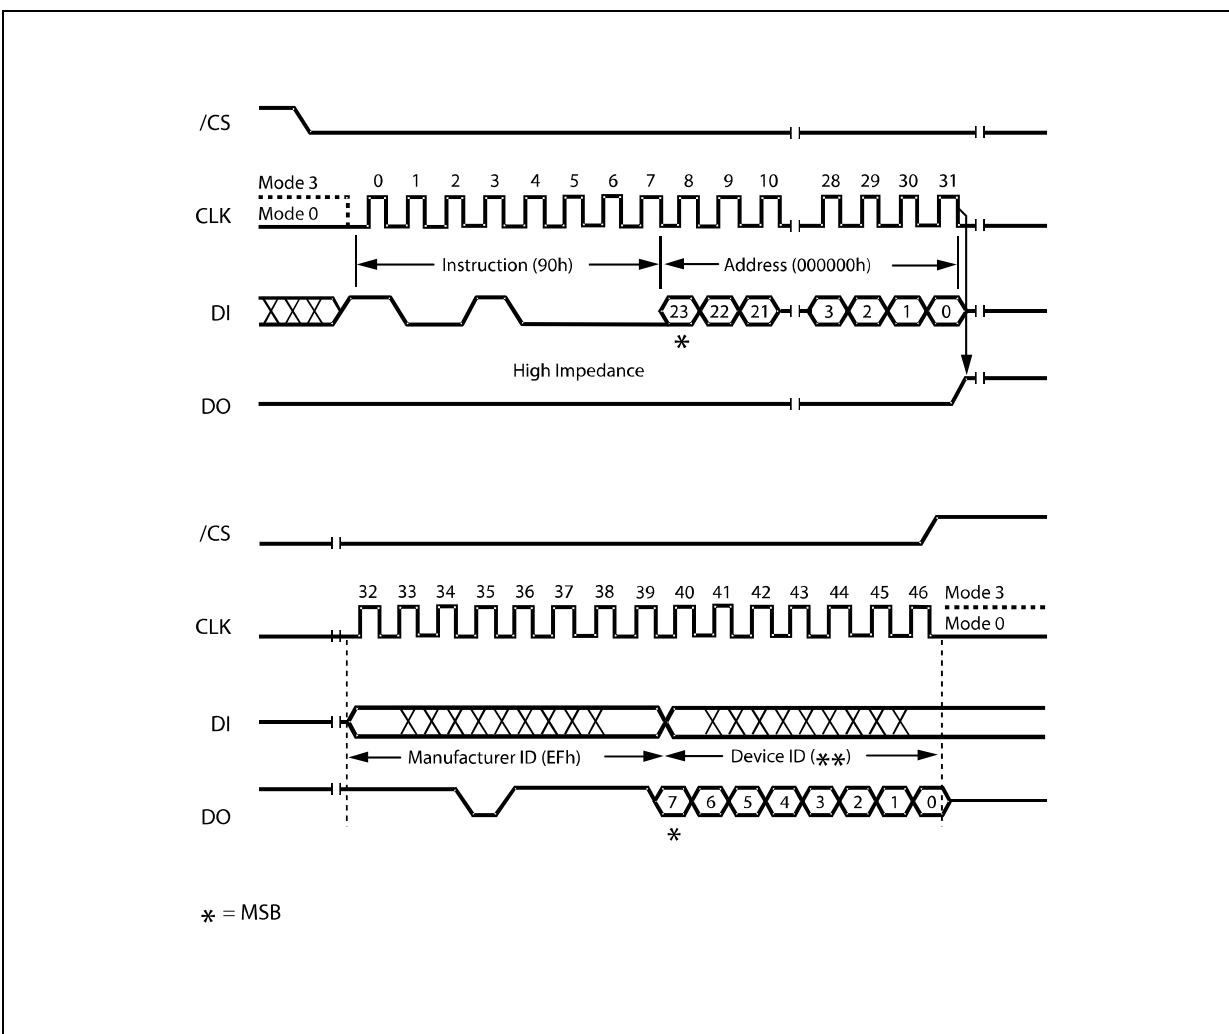 /CS
Mode 3
0 1 2 3 4 5 6 7 8 9 10 28 29 30 31
CLK
Mode 0
Instruction (90h)
Address (000000h)
DI
23 22 21 3 2 1 0
*
High Impedance
DO
/CS
32 33 34 35 36 37 38 39 40 41 42 43 44 45 46
Mode 3
CLK
Mode 0
DI
Manufacturer ID (EFh)
Device ID (**)
DO
7 6 5 4 3 2 1 0
*
* = MSB